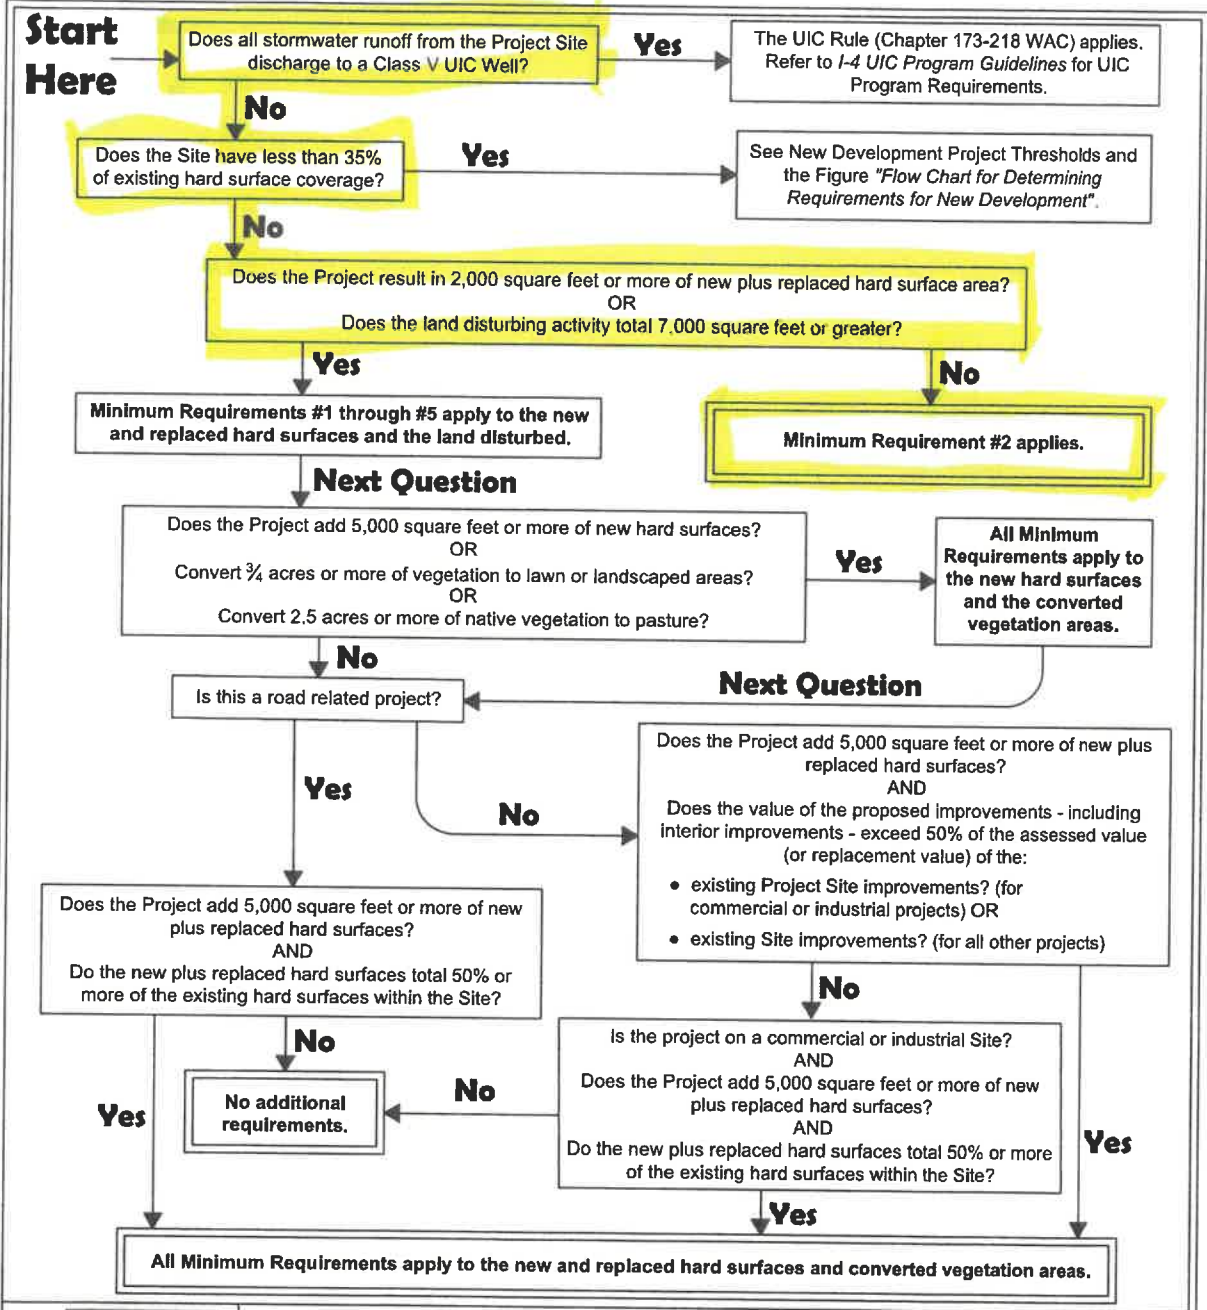 Start
Here
Does all stormwater runoff from the Project Site
discharge to a Class V UIC Well?
Yes
The UIC Rule (Chapter 173-218 WAC) applies.
Refer to I-4 UIC Program Guidelines for UIC
Program Requirements.
No
Does the Site have less than 35%
of existing hard surface coverage?
Yes
See New Development Project Thresholds and
the Figure "Flow Chart for Determining
Requirements for New Development".
No
Does the Project result in 2,000 square feet or more of new plus replaced hard surface area?
OR
Does the land disturbing activity total 7,000 square feet or greater?
Yes
No
Minimum Requirements #1 through #5 apply to the new
and replaced hard surfaces and the land disturbed.
Minimum Requirement #2 applies.
Next Question
Does the Project add 5,000 square feet or more of new hard surfaces?
OR
Convert ¾ acres or more of vegetation to lawn or landscaped areas?
OR
Convert 2.5 acres or more of native vegetation to pasture?
Yes
All Minimum
Requirements apply to
the new hard surfaces
and the converted
vegetation areas.
No
Next Question
Is this a road related project?
Yes
No
Does the Project add 5,000 square feet or more of new plus
replaced hard surfaces?
AND
Does the value of the proposed improvements - including
interior improvements - exceed 50% of the assessed value
(or replacement value) of the:
• existing Project Site improvements? (for
commercial or industrial projects) OR
• existing Site improvements? (for all other projects)
Does the Project add 5,000 square feet or more of new
plus replaced hard surfaces?
AND
Do the new plus replaced hard surfaces total 50% or
more of the existing hard surfaces within the Site?
No
Is the project on a commercial or industrial Site?
AND
Does the Project add 5,000 square feet or more of new
plus replaced hard surfaces?
AND
Do the new plus replaced hard surfaces total 50% or more
of the existing hard surfaces within the Site?
No
No
No additional
requirements.
Yes
Yes
Yes
All Minimum Requirements apply to the new and replaced hard surfaces and converted vegetation areas.